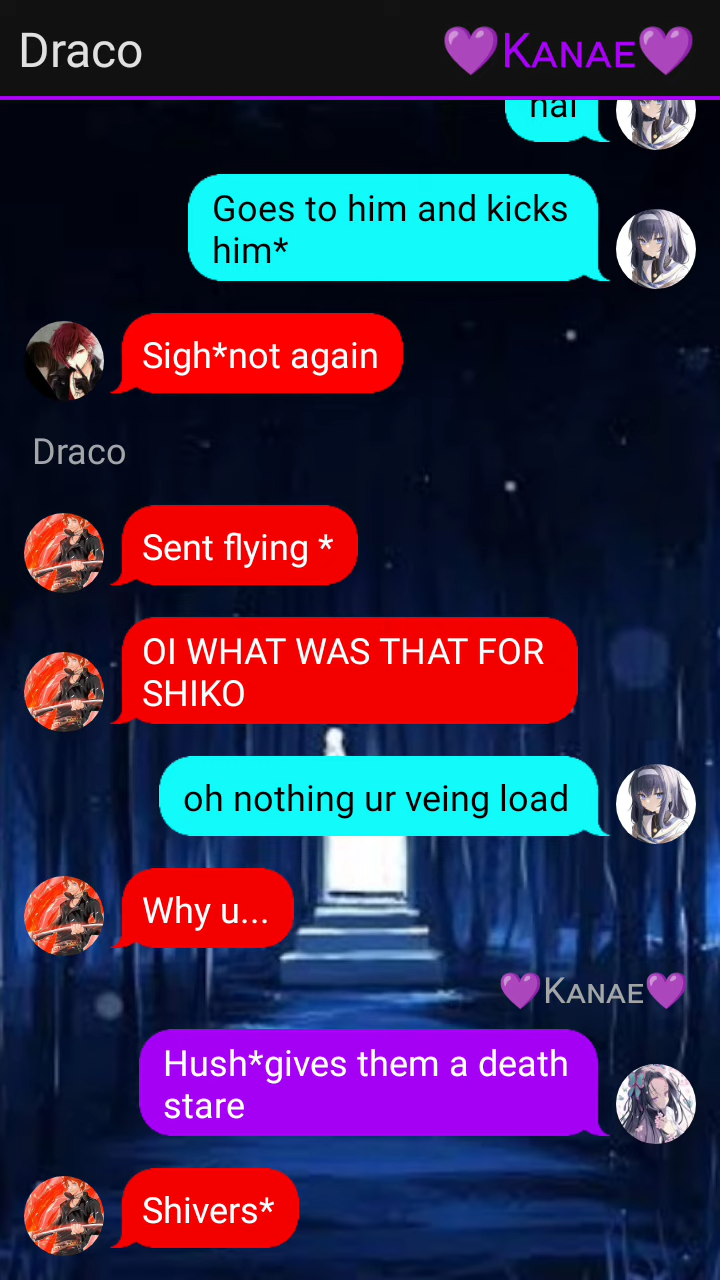 Draco
💜KANAE💜
hai
Goes to him and kicks
him*
Sigh*not again
Draco
Sent flying *
OI WHAT WAS THAT FOR
SHIKO
oh nothing ur veing load
Why u...
💜KANAE💜
Hush*gives them a death
stare
Shivers*